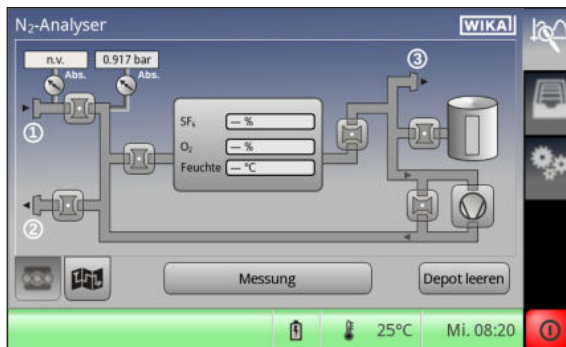 N₂-Analyser
WIKA
n.v.
0.917 bar
Abs.
Abs.
①
②
③
SF₆
— %
O₂
— %
Feuchte
— °C
Messung
Depot leeren
25°C
Mi. 08:20